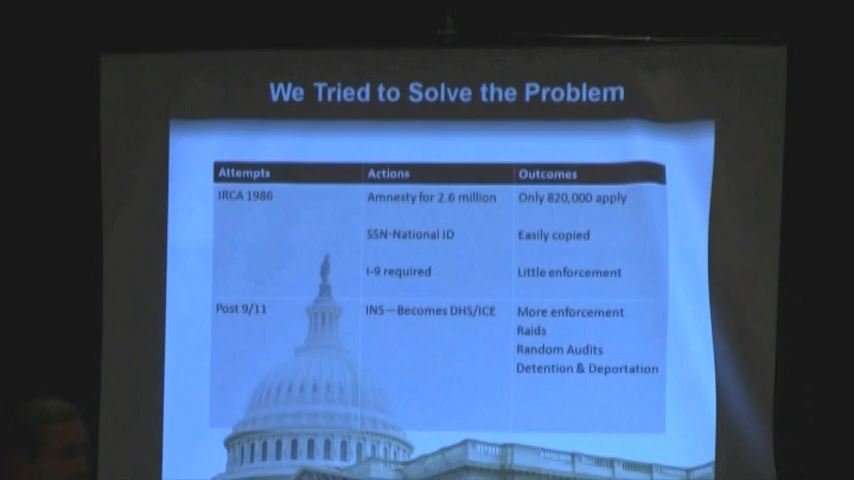 We Tried to Solve the Problem
Attempts Actions Outcomes
IRCA 1986 Amnesty for 2.6 million Only 820,000 apply
SSN-National ID Easily copied
I-9 required Little enforcement
Post 9/11 INS—Becomes DHS/ICE More enforcement
Raids
Random Audits
Detention & Deportation